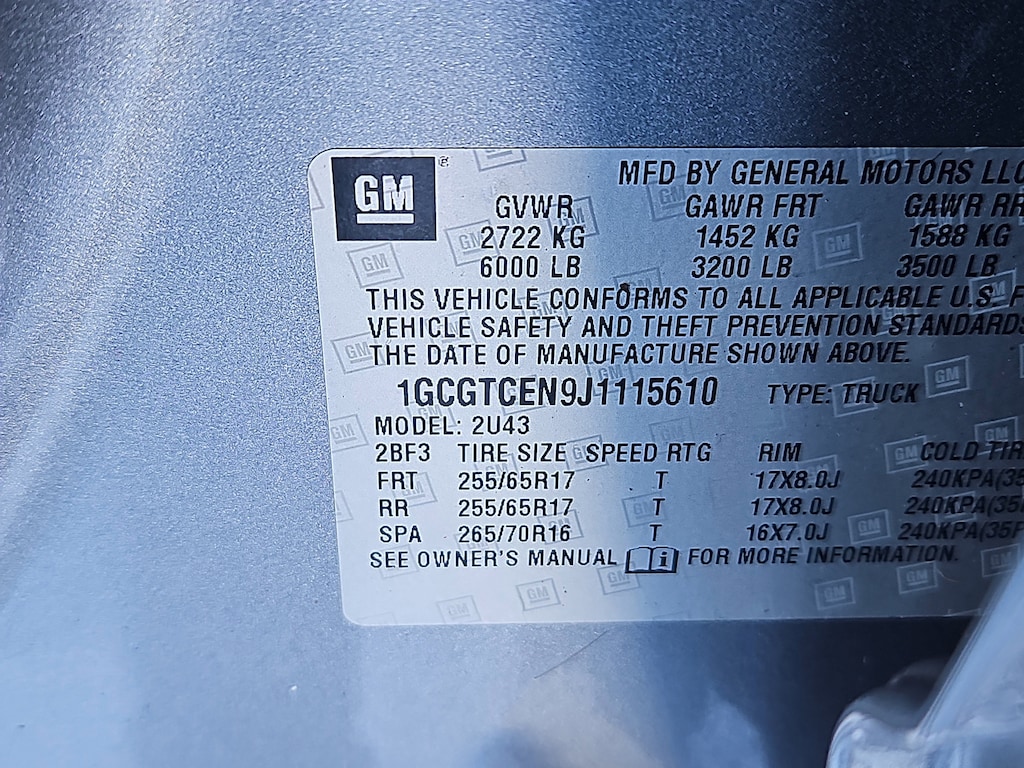 GM
MFD BY GENERAL MOTORS LLC
GVWR GAWR FRT GAWR RR
2722 KG 1452 KG 1588 KG
6000 LB 3200 LB 3500 LB
THIS VEHICLE CONFORMS TO ALL APPLICABLE U.S. F
VEHICLE SAFETY AND THEFT PREVENTION STANDARDS
THE DATE OF MANUFACTURE SHOWN ABOVE.
1GCGTCEN9J1115610 TYPE: TRUCK
MODEL: 2U43
2BF3 TIRE SIZE SPEED RTG RIM COLD TIR
FRT 255/65R17 T 17X8.0J 240KPA(35
RR 255/65R17 T 17X8.0J 240KPA(35
SPA 265/70R16 T 16X7.0J 240KPA(35P
SEE OWNER'S MANUAL i FOR MORE INFORMATION.